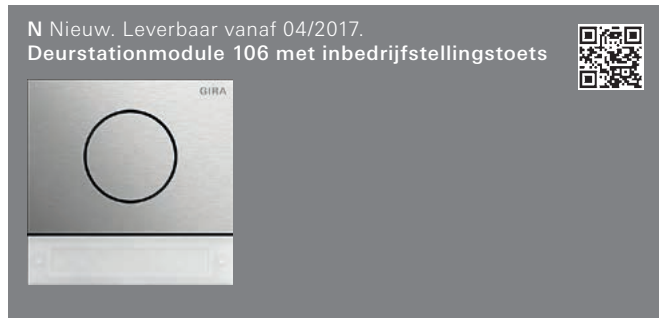 N Nieuw. Leverbaar vanaf 04/2017.
Deurstationmodule 106 met inbedrijfstellingstoets
GIRA